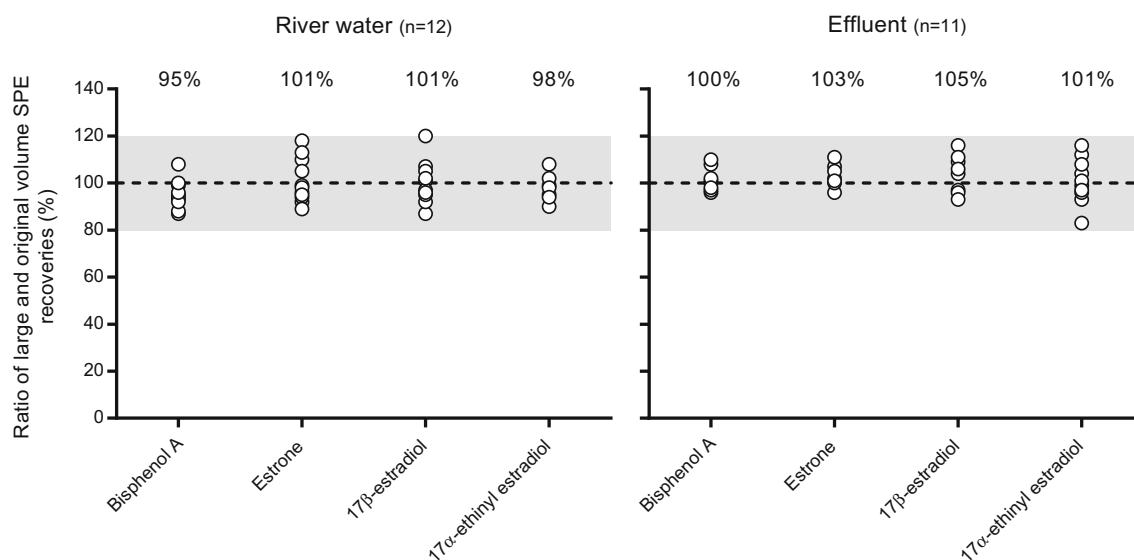 River water (n=12)
Effluent (n=11)
95% 101% 101% 98%
100% 103% 105% 101%
Ratio of large and original volume SPE
recoveries (%)
140
120
100
80
60
40
20
0
Bisphenol A
Estrone
17β-estradiol
17α-ethinyl estradiol
Bisphenol A
Estrone
17β-estradiol
17α-ethinyl estradiol